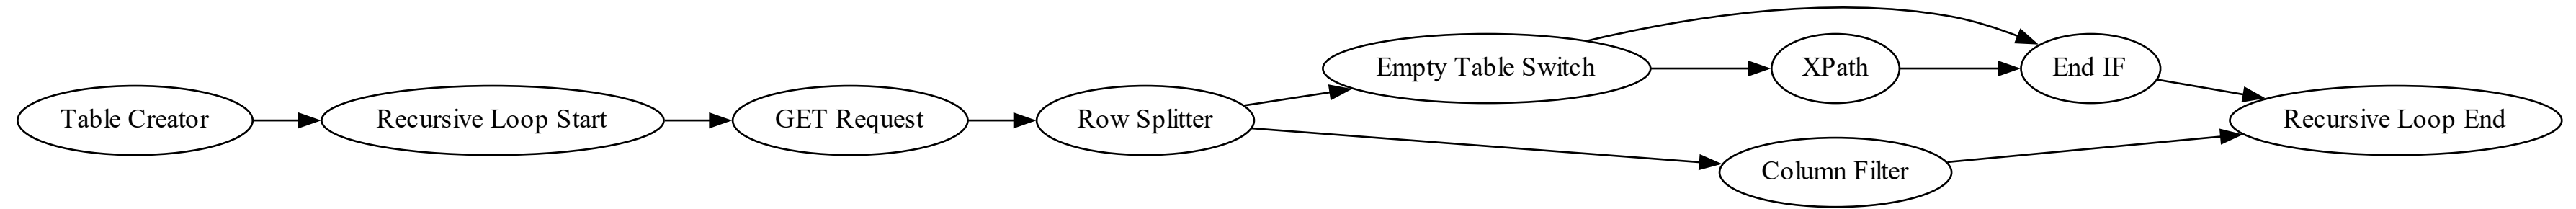 Table Creator
Recursive Loop Start
GET Request
Row Splitter
Empty Table Switch
XPath
End IF
Column Filter
Recursive Loop End